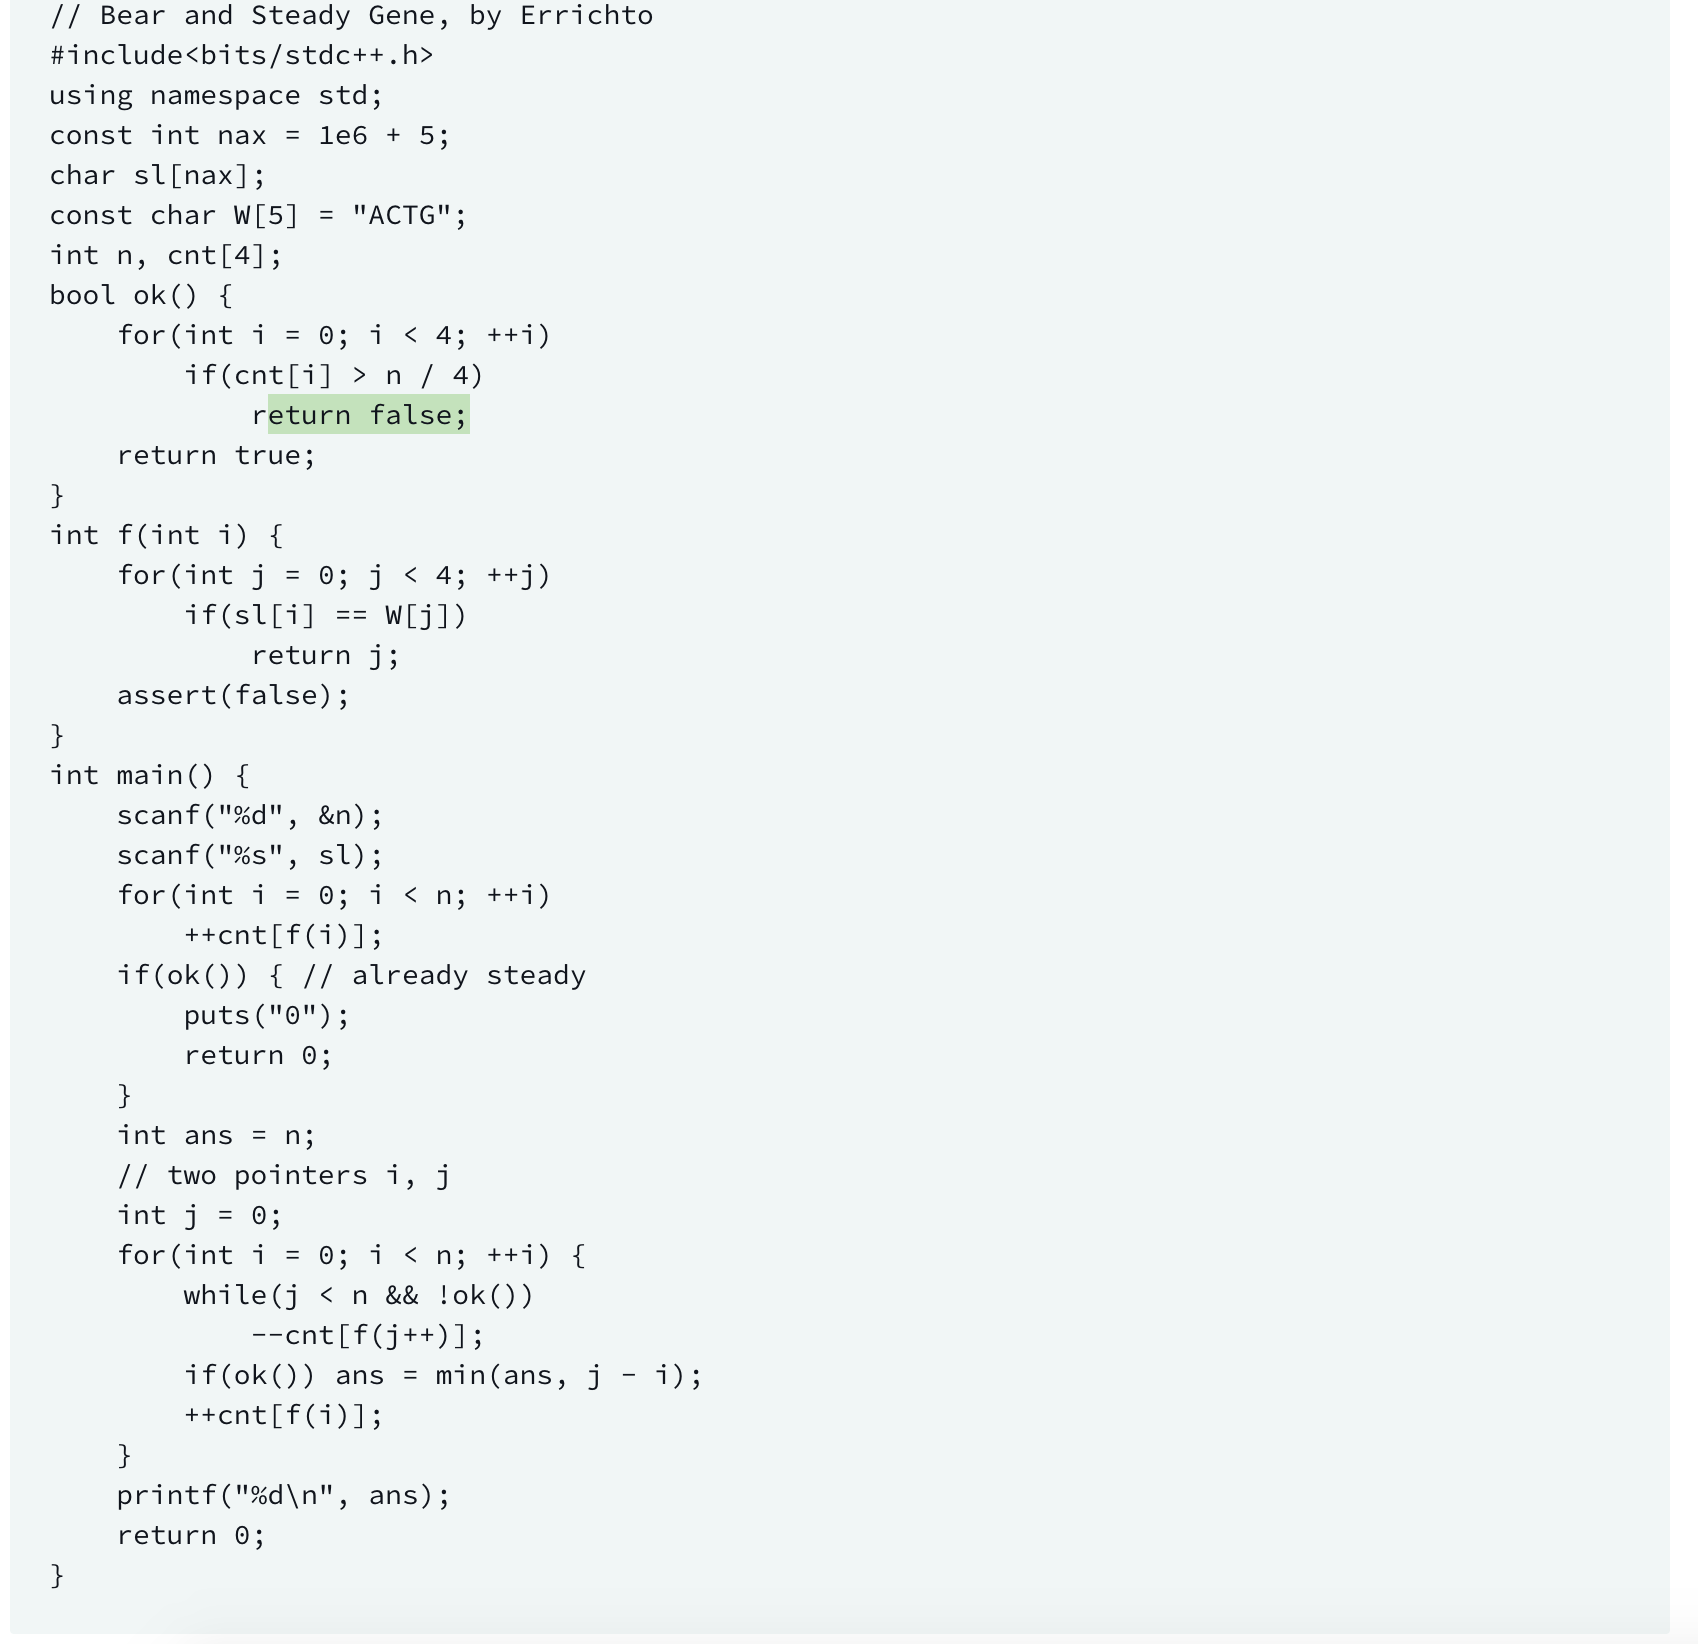 // Bear and Steady Gene, by Errichto
#include<bits/stdc++.h>
using namespace std;
const int nax = 1e6 + 5;
char sl[nax];
const char W[5] = "ACTG";
int n, cnt[4];
bool ok() {
    for(int i = 0; i < 4; ++i)
        if(cnt[i] > n / 4)
            return false;
    return true;
}
int f(int i) {
    for(int j = 0; j < 4; ++j)
        if(sl[i] == W[j])
            return j;
    assert(false);
}
int main() {
    scanf("%d", &n);
    scanf("%s", sl);
    for(int i = 0; i < n; ++i)
        ++cnt[f(i)];
    if(ok()) { // already steady
        puts("0");
        return 0;
    }
    int ans = n;
    // two pointers i, j
    int j = 0;
    for(int i = 0; i < n; ++i) {
        while(j < n && !ok())
            --cnt[f(j++)];
        if(ok()) ans = min(ans, j - i);
        ++cnt[f(i)];
    }
    printf("%d\n", ans);
    return 0;
}